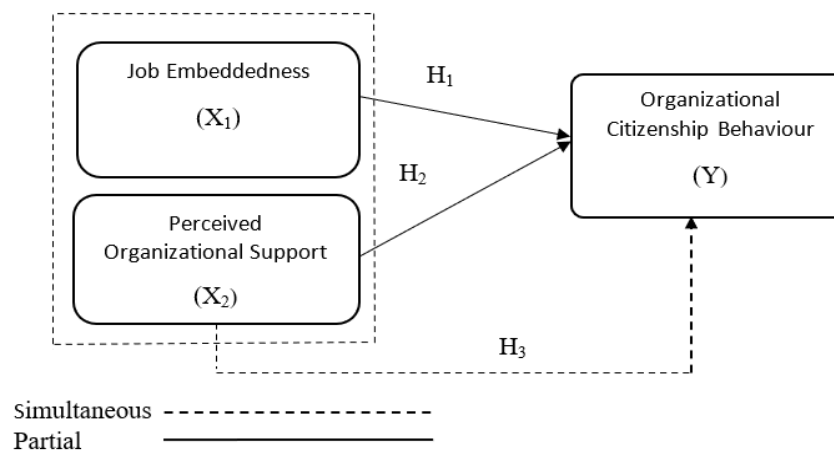 Job Embeddedness
(X₁)
H₁
Organizational
Citizenship Behaviour
(Y)
H₂
Perceived
Organizational Support
(X₂)
H₃
Simultaneous
Partial